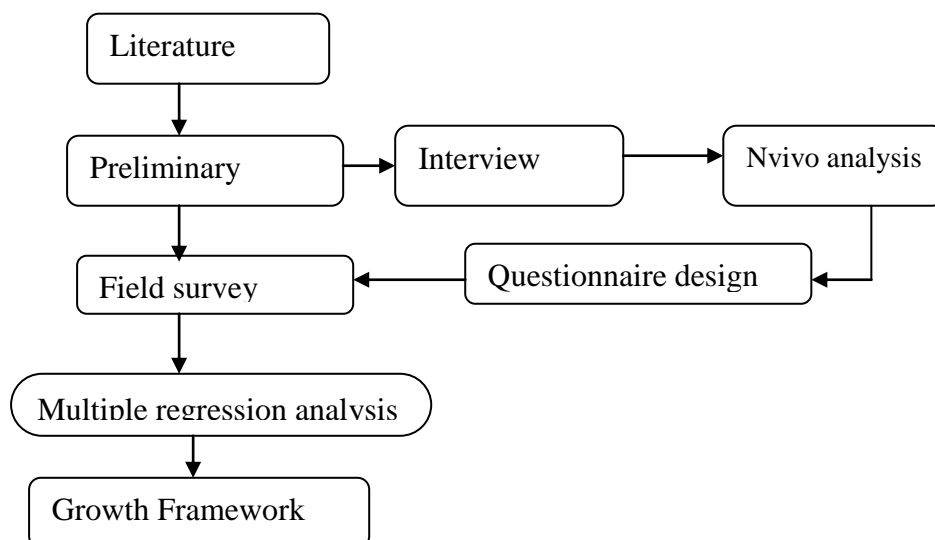 Literature
Preliminary
Interview
Nvivo analysis
Questionnaire design
Field survey
Multiple regression analysis
Growth Framework